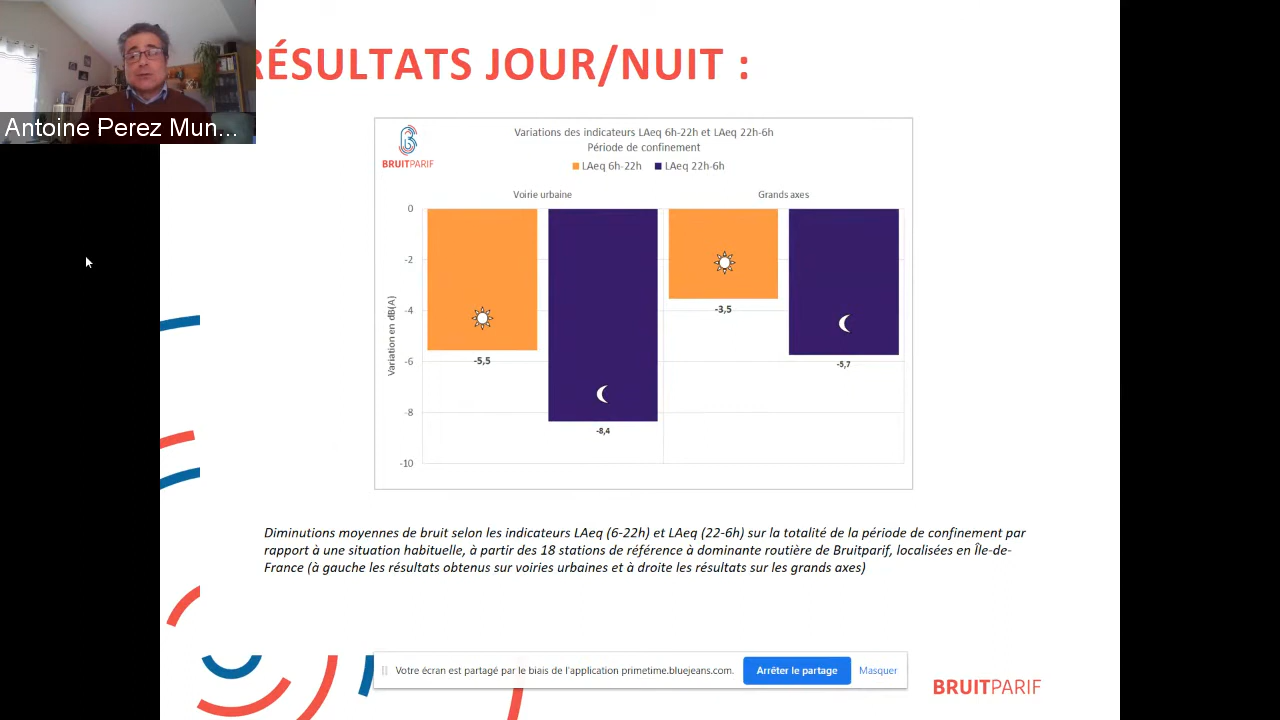 RÉSULTATS JOUR/NUIT :
Antoine Perez Mun...
BRUITPARIF
Variations des indicateurs LAeq 6h-22h et LAeq 22h-6h
Période de confinement
LAeq 6h-22h LAeq 22h-6h
Voirie urbaine Grands axes
Variation en dB(A)
0
-2
-4
-6
-8
-10
-5,5
-8,4
-3,5
-5,7
Diminutions moyennes de bruit selon les indicateurs LAeq (6-22h) et LAeq (22-6h) sur la totalité de la période de confinement par
rapport à une situation habituelle, à partir des 18 stations de référence à dominante routière de Bruitparif, localisées en Île-de-
France (à gauche les résultats obtenus sur voiries urbaines et à droite les résultats sur les grands axes)
Votre écran est partagé par le biais de l'application primetime.bluejeans.com.
Arrêter le partage
Masquer
BRUITPARIF